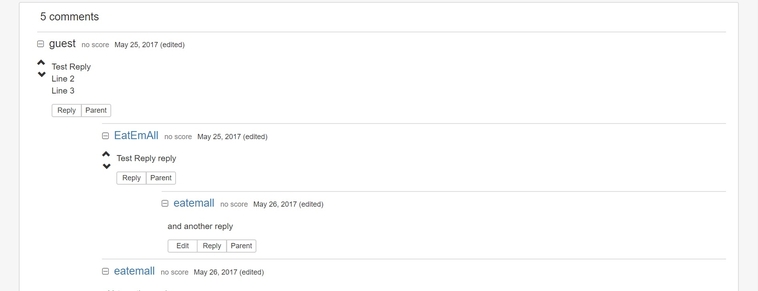 5 comments
guest no score May 25, 2017 (edited)
Test Reply
Line 2
Line 3
Reply Parent
EatEmAll no score May 25, 2017 (edited)
Test Reply reply
Reply Parent
eatemall no score May 26, 2017 (edited)
and another reply
Edit Reply Parent
eatemall no score May 26, 2017 (edited)